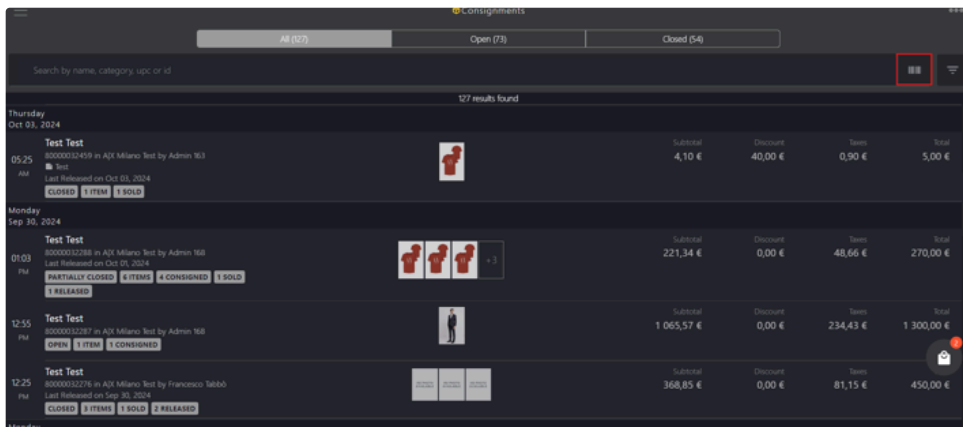 Consignments
All (127) Open (73) Closed (54)
Search by name, category, upc or id
127 results found
Thursday
Oct 03, 2024
05:25
AM
Test Test
80000032459 in A|X Milano Test by Admin 163
Test
Last Released on Oct 03, 2024
CLOSED 1 ITEM 1 SOLD
Subtotal Discount Taxes Total
4,10 € 40,00 € 0,90 € 5,00 €
Monday
Sep 30, 2024
01:03
PM
Test Test
80000032288 in A|X Milano Test by Admin 168
Last Released on Oct 01, 2024
PARTIALLY CLOSED 6 ITEMS 4 CONSIGNED 1 SOLD
1 RELEASED
+3
Subtotal Discount Taxes Total
221,34 € 0,00 € 48,66 € 270,00 €
12:55
PM
Test Test
80000032287 in A|X Milano Test by Admin 168
OPEN 1 ITEM 1 CONSIGNED
Subtotal Discount Taxes Total
1 065,57 € 0,00 € 234,43 € 1 300,00 €
2
12:25
PM
Test Test
80000032276 in A|X Milano Test by Francesco Tabbò
Last Released on Sep 30, 2024
CLOSED 3 ITEMS 1 SOLD 2 RELEASED
Subtotal Discount Taxes Total
368,85 € 0,00 € 81,15 € 450,00 €
Monday